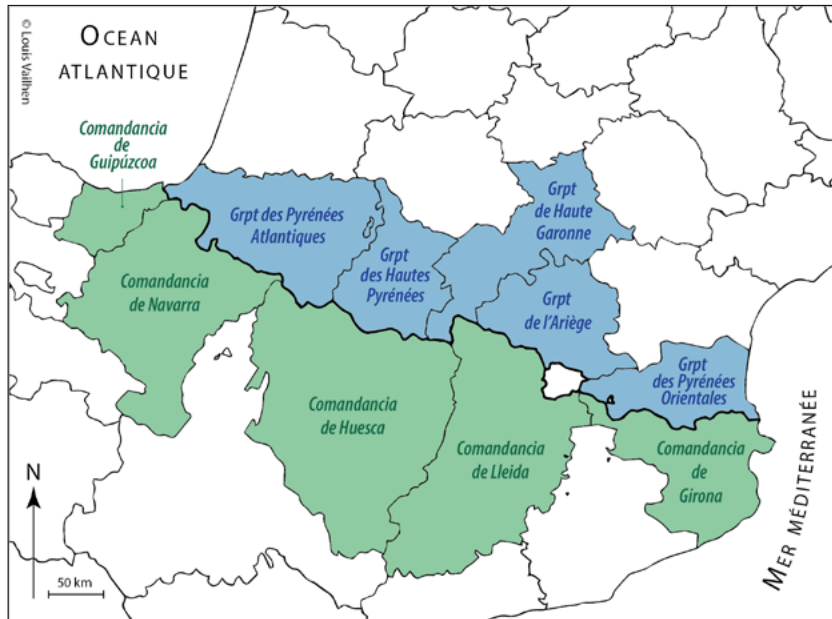 © Louis Vailhen
OCEAN
ATLANTIQUE
Comandancia
de
Guipúzcoa
Grpt des Pyrénées
Atlantiques
Grpt
de Haute
Garonne
Grpt
des Hautes
Pyrénées
Comandancia
de Navarra
Grpt
de l'Ariège
Grpt
des Pyrénées
Orientales
Comandancia
de Huesca
Comandancia
de Lleida
Comandancia
de
Girona
MER MÉDITERRANÉE
N
50 km